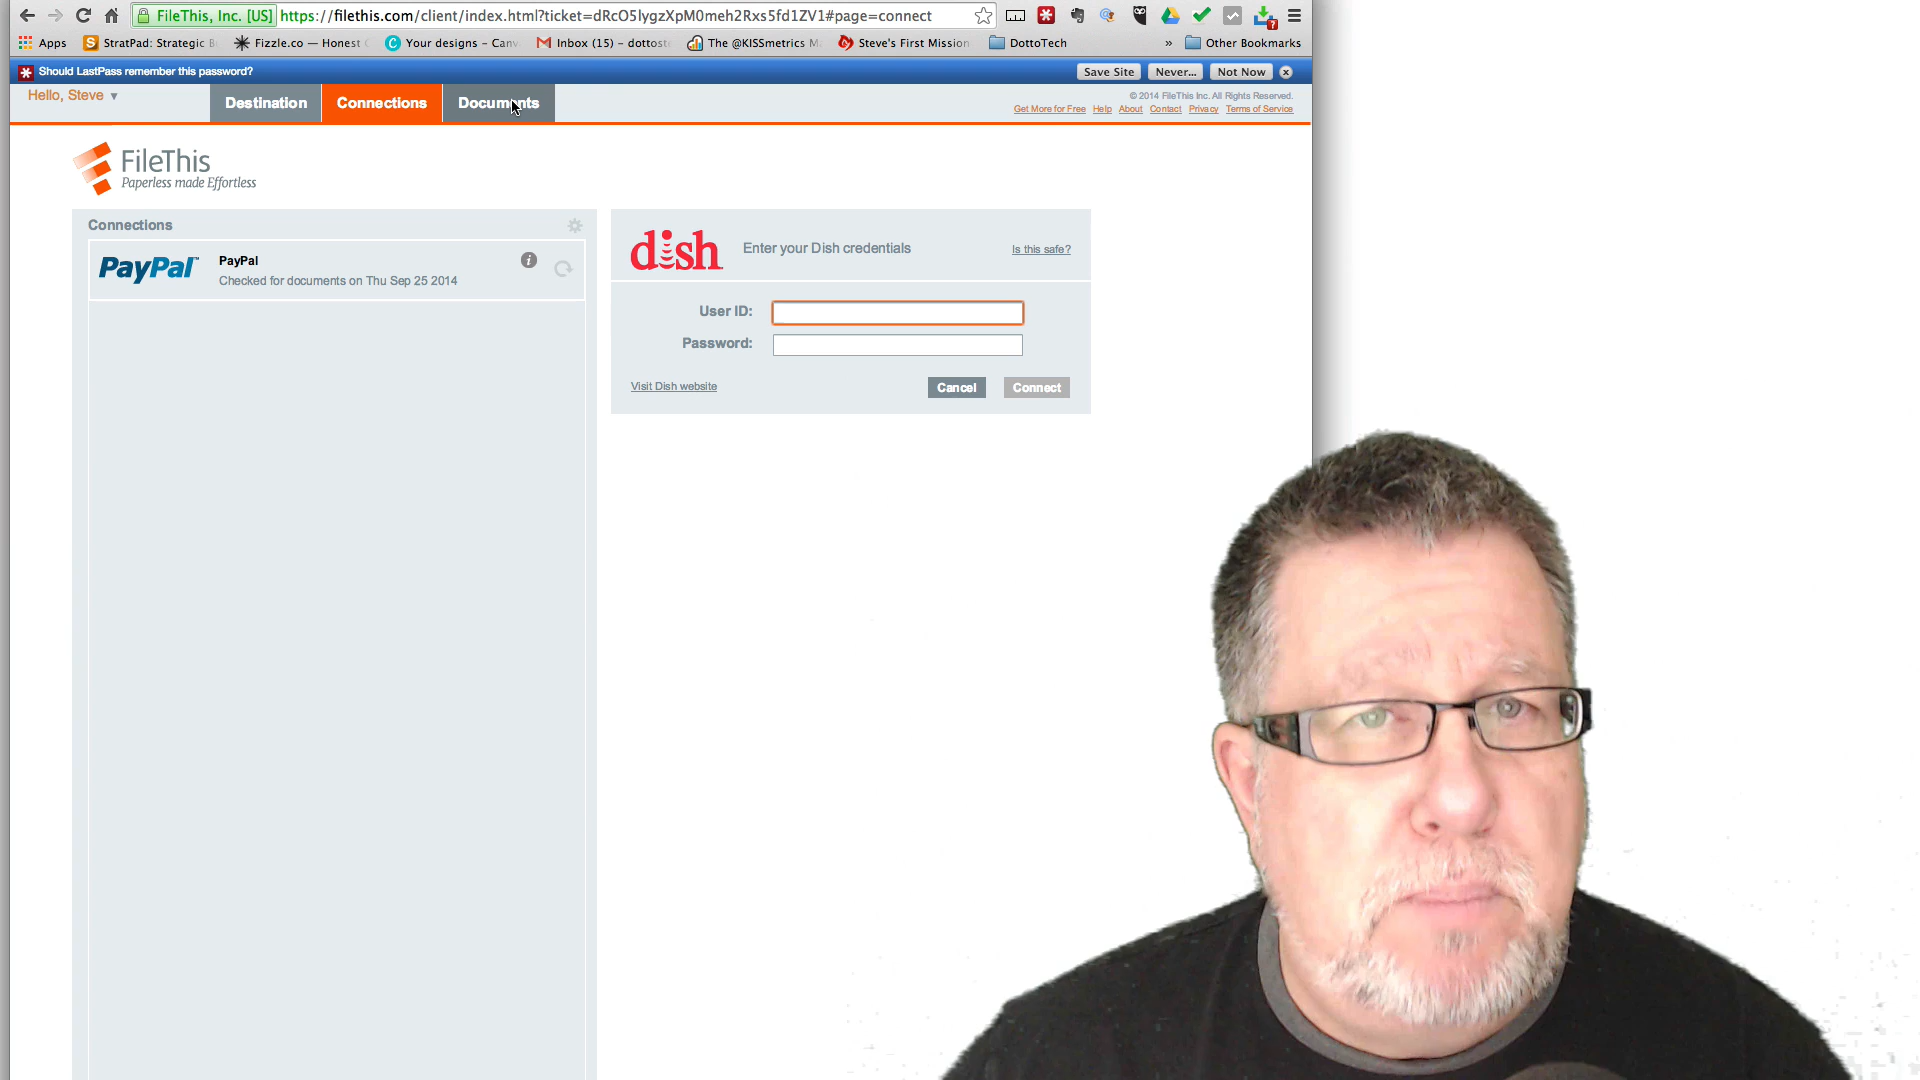 FileThis, Inc. [US] https://filethis.com/client/index.html?ticket=dRcO5lygzXpM0meh2Rxs5fd1ZV1#page=connect
7
Apps StratPad: Strategic B Fizzle.co — Honest Your designs – Canv Inbox (15) – dottoste The @KISSmetrics M Steve's First Mission DottoTech » Other Bookmarks
Should LastPass remember this password? Save Site Never... Not Now x
Hello, Steve ▼ Destination Connections Documents
© 2014 FileThis Inc. All Rights Reserved.
Get More for Free Help About Contact Privacy Terms of Service
FileThis
Paperless made Effortless
Connections
PayPal PayPal
Checked for documents on Thu Sep 25 2014
i
dish Enter your Dish credentials Is this safe?
User ID:
Password:
Visit Dish website Cancel Connect